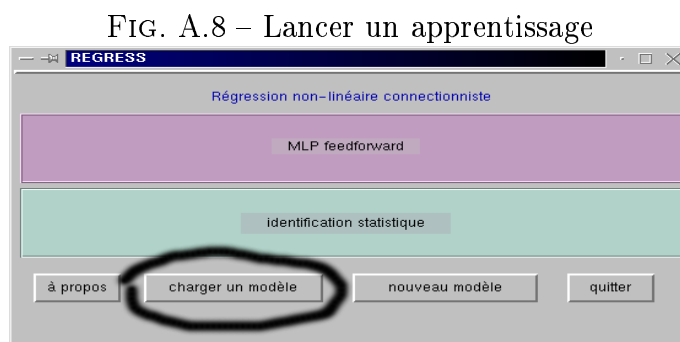 FIG. A.8 – Lancer un apprentissage
REGRESS
Régression non-linéaire connectionniste
MLP feedforward
identification statistique
à propos charger un modèle nouveau modèle quitter